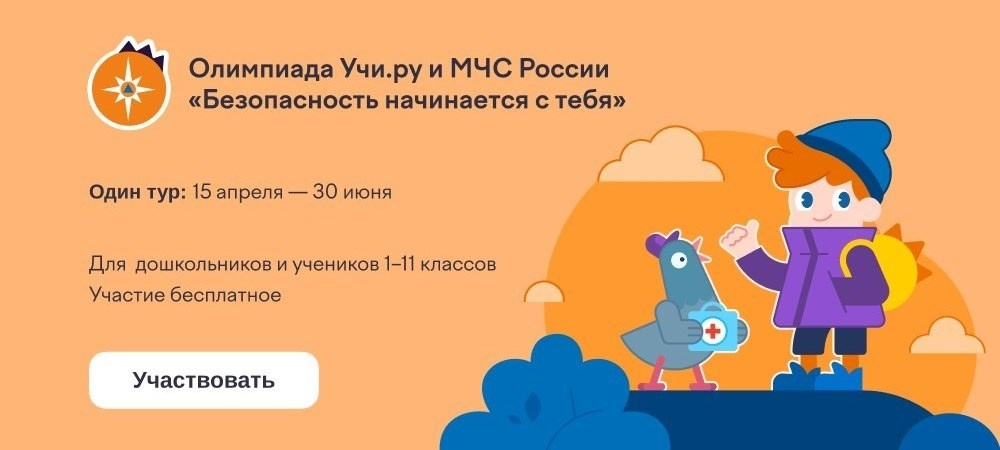 Олимпиада Учи.ру и МЧС России
«Безопасность начинается с тебя»
Один тур: 15 апреля — 30 июня
Для дошкольников и учеников 1–11 классов
Участие бесплатное
Участвовать